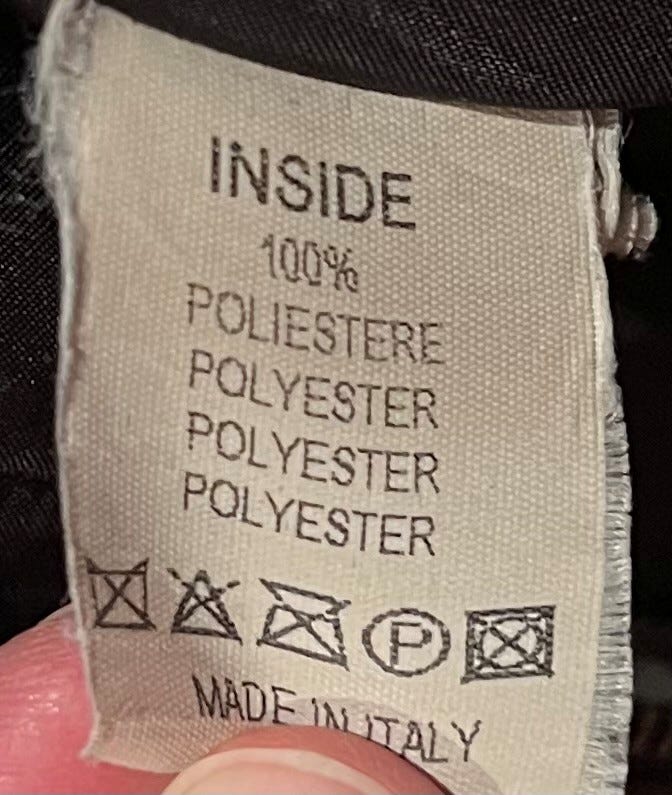 INSIDE
100%
POLIESTERE
POLYESTER
POLYESTER
POLYESTER
P
MADE IN ITALY